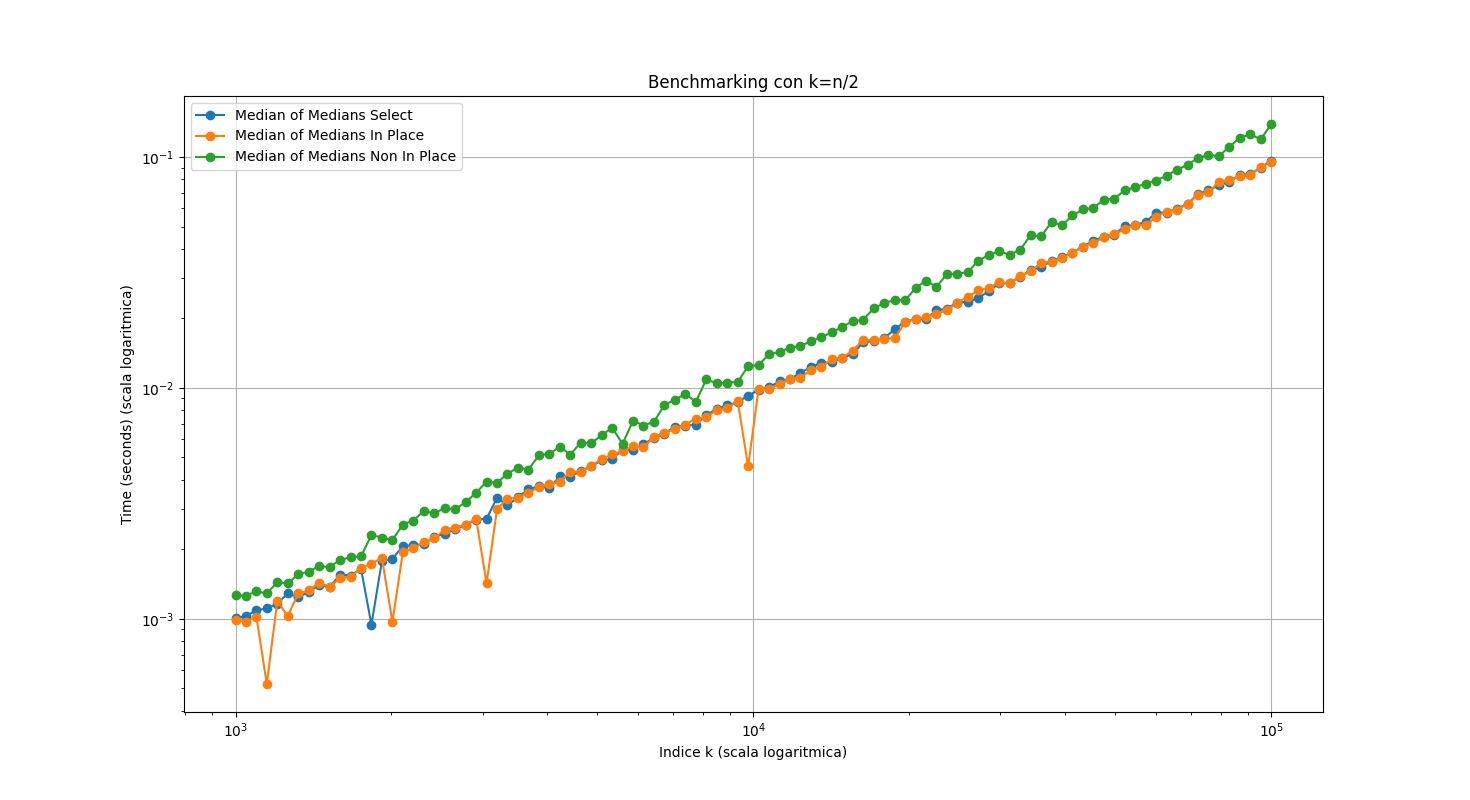 Benchmarking con k=n/2
Median of Medians Select
Median of Medians In Place
Median of Medians Non In Place
Time (seconds) (scala logaritmica)
10⁻¹
10⁻²
10⁻³
10³ 10⁴ 10⁵
Indice k (scala logaritmica)